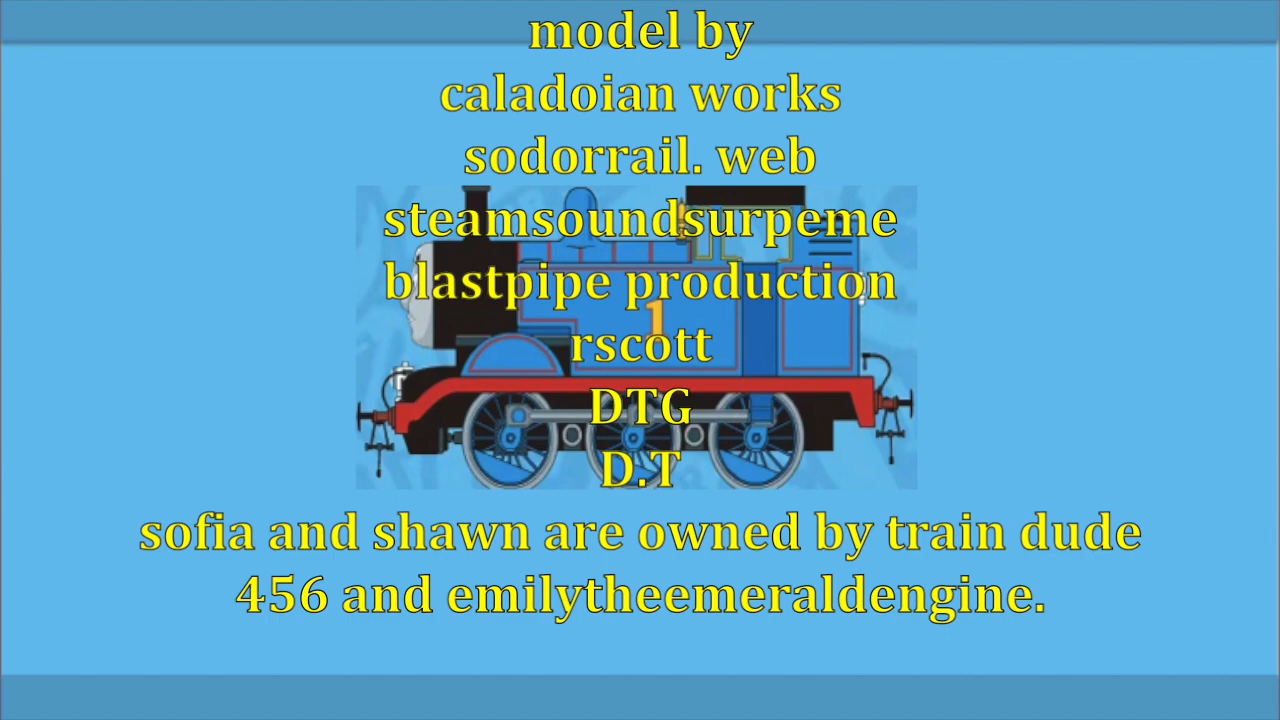 model by
caladoian works
sodorrail. web
steamsoundsurpeme
blastpipe production
1
rscott
DTG
D.T
sofia and shawn are owned by train dude
456 and emilytheemeraldengine.